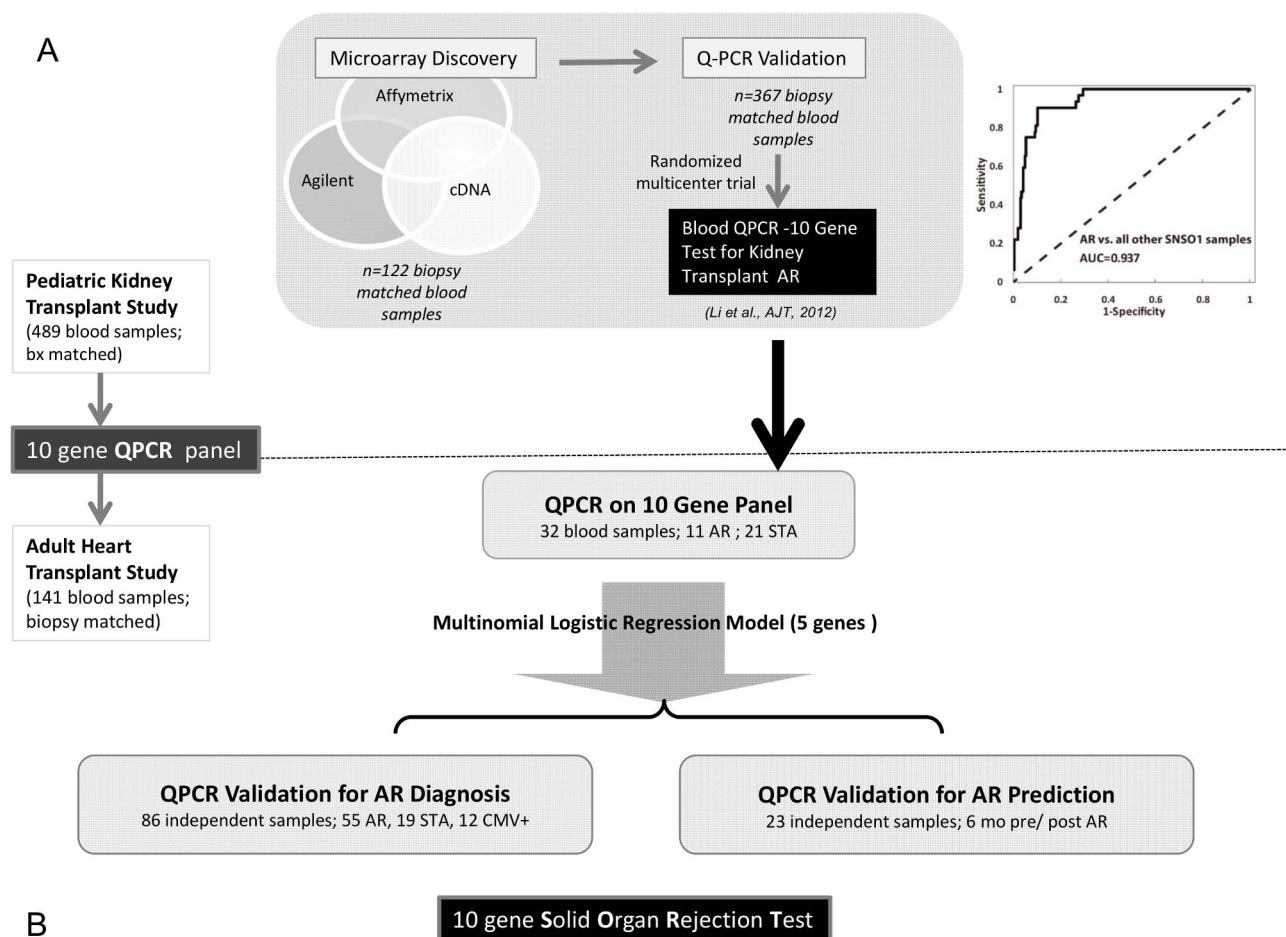 A
Microarray Discovery
Q-PCR Validation
Affymetrix
Agilent
cDNA
n=122 biopsy
matched blood
samples
n=367 biopsy
matched blood
samples
Randomized
multicenter trial
Blood QPCR -10 Gene
Test for Kidney
Transplant AR
(Li et al., AJT, 2012)
1
0.8
0.6
0.4
0.2
0
Sensitivity
AR vs. all other SNSO1 samples
AUC=0.937
0 0.2 0.4 0.6 0.8 1
1-Specificity
Pediatric Kidney
Transplant Study
(489 blood samples;
bx matched)
10 gene QPCR panel
Adult Heart
Transplant Study
(141 blood samples;
biopsy matched)
QPCR on 10 Gene Panel
32 blood samples; 11 AR ; 21 STA
Multinomial Logistic Regression Model (5 genes )
QPCR Validation for AR Diagnosis
86 independent samples; 55 AR, 19 STA, 12 CMV+
QPCR Validation for AR Prediction
23 independent samples; 6 mo pre/ post AR
B
10 gene Solid Organ Rejection Test